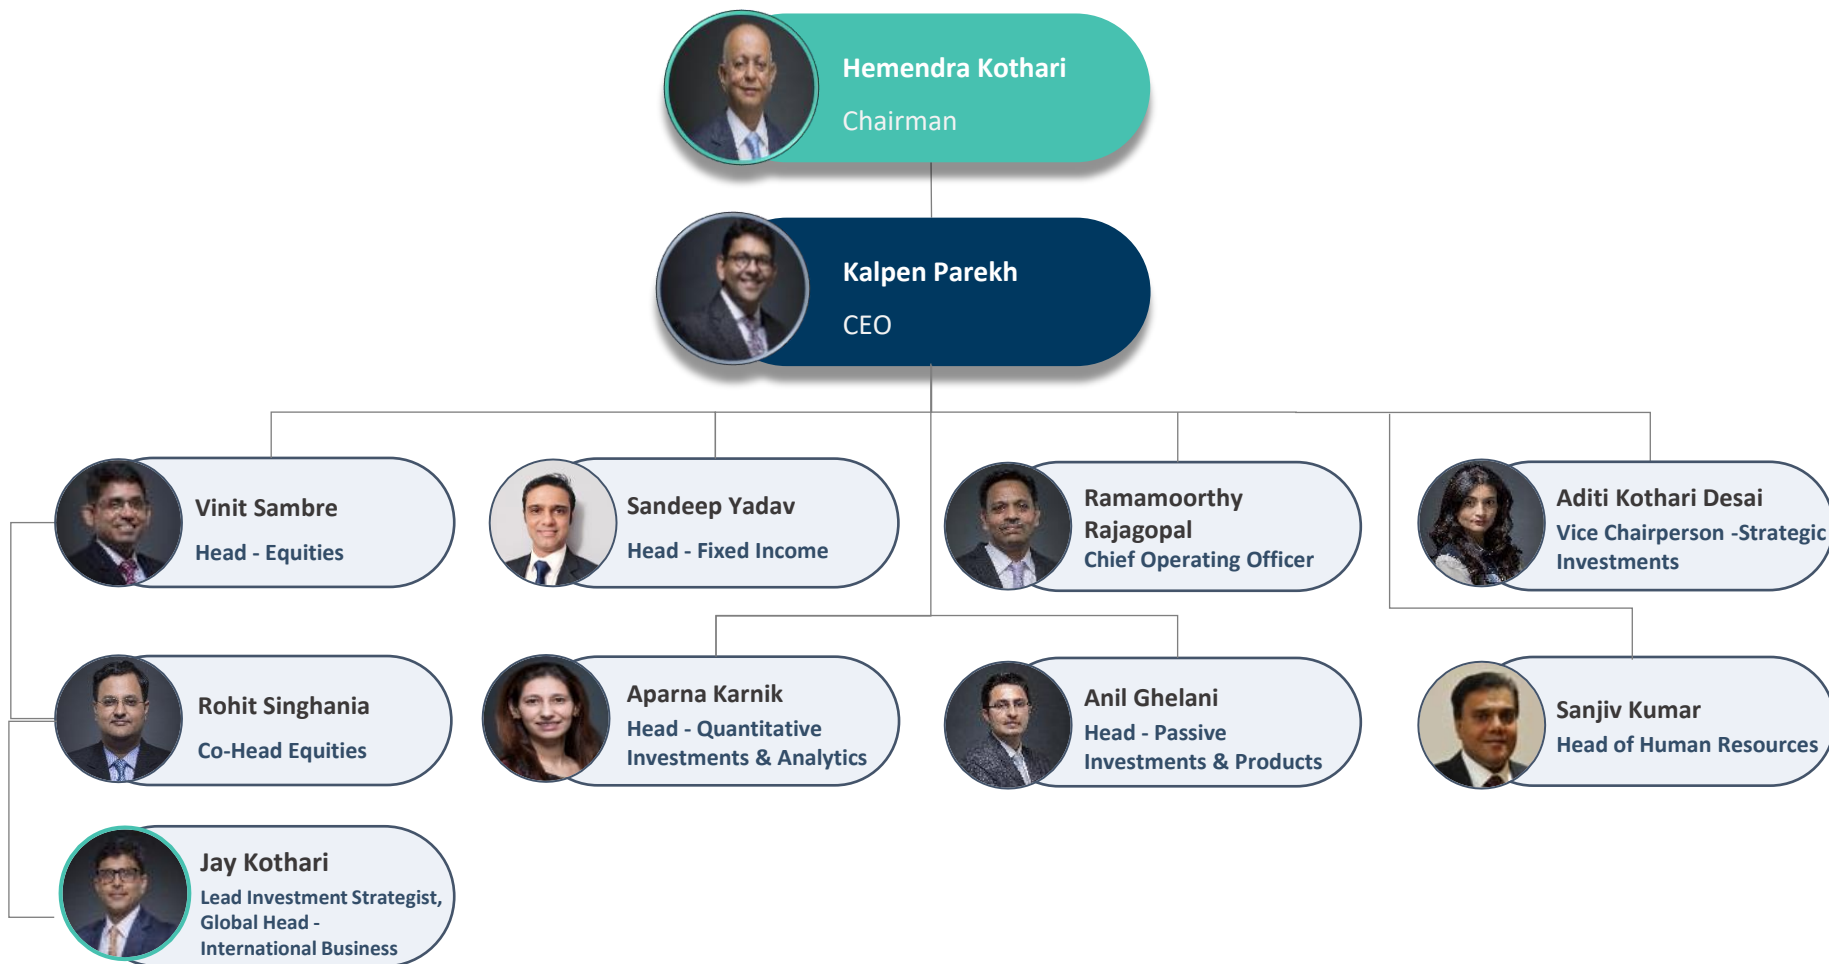 Hemendra Kothari
Chairman
Kalpen Parekh
CEO
Vinit Sambre
Head - Equities
Sandeep Yadav
Head - Fixed Income
Ramamoorthy
Rajagopal
Chief Operating Officer
Aditi Kothari Desai
Vice Chairperson -Strategic
Investments
Rohit Singhania
Co-Head Equities
Aparna Karnik
Head - Quantitative
Investments & Analytics
Anil Ghelani
Head - Passive
Investments & Products
Sanjiv Kumar
Head of Human Resources
Jay Kothari
Lead Investment Strategist,
Global Head -
International Business